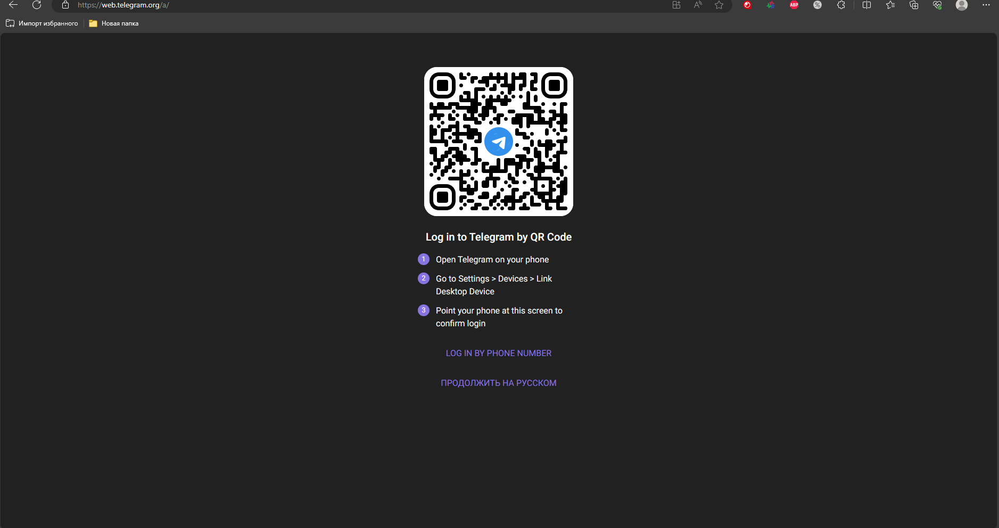 https://web.telegram.org/a/
ABP
Импорт избранного
Новая папка
Log in to Telegram by QR Code
1 Open Telegram on your phone
2 Go to Settings > Devices > Link
Desktop Device
3 Point your phone at this screen to
confirm login
LOG IN BY PHONE NUMBER
ПРОДОЛЖИТЬ НА РУССКОМ